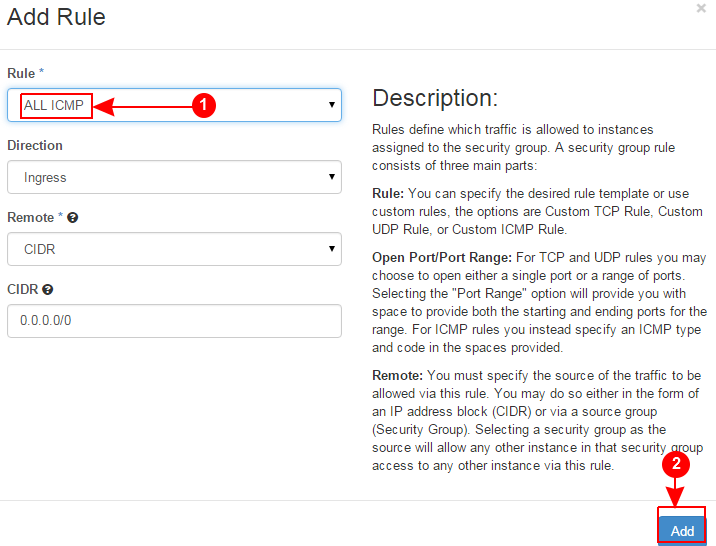 Add Rule
×
Rule *
ALL ICMP
1
Direction
Ingress
Remote *
CIDR
CIDR
0.0.0.0/0
Description:
Rules define which traffic is allowed to instances
assigned to the security group. A security group rule
consists of three main parts:
Rule: You can specify the desired rule template or use
custom rules, the options are Custom TCP Rule, Custom
UDP Rule, or Custom ICMP Rule.
Open Port/Port Range: For TCP and UDP rules you may
choose to open either a single port or a range of ports.
Selecting the "Port Range" option will provide you with
space to provide both the starting and ending ports for the
range. For ICMP rules you instead specify an ICMP type
and code in the spaces provided.
Remote: You must specify the source of the traffic to be
allowed via this rule. You may do so either in the form of
an IP address block (CIDR) or via a source group
(Security Group). Selecting a security group as the
source will allow any other instance in that security group
access to any other instance via this rule.
2
Add